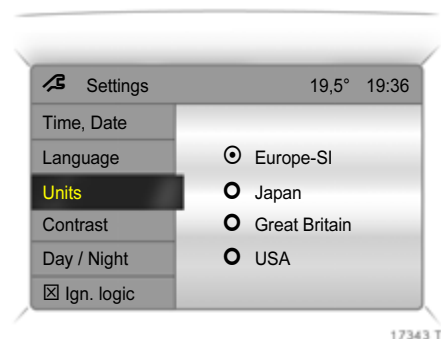 Settings 19,5° 19:36
Time, Date
Language
Europe-SI
Units
Japan
Contrast
Great Britain
Day / Night
USA
☒ Ign. logic
17343 T